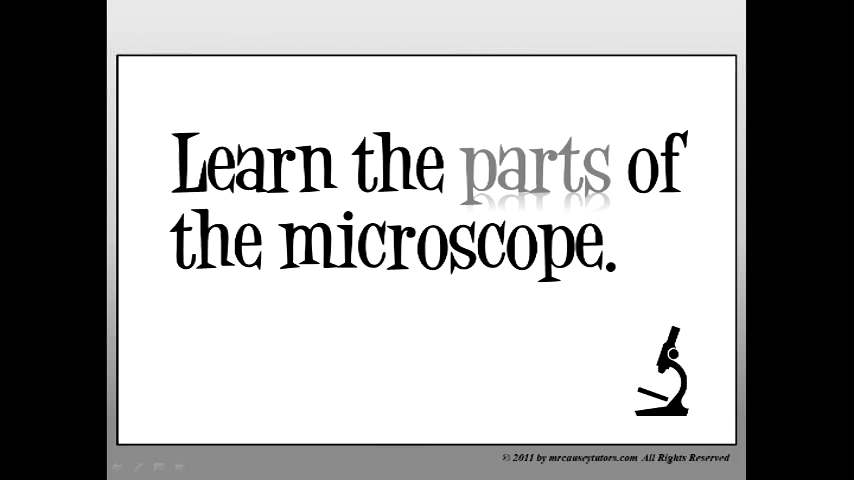 Learn the parts of
the microscope.
© 2011 by mrcauseytutors.com All Rights Reserved